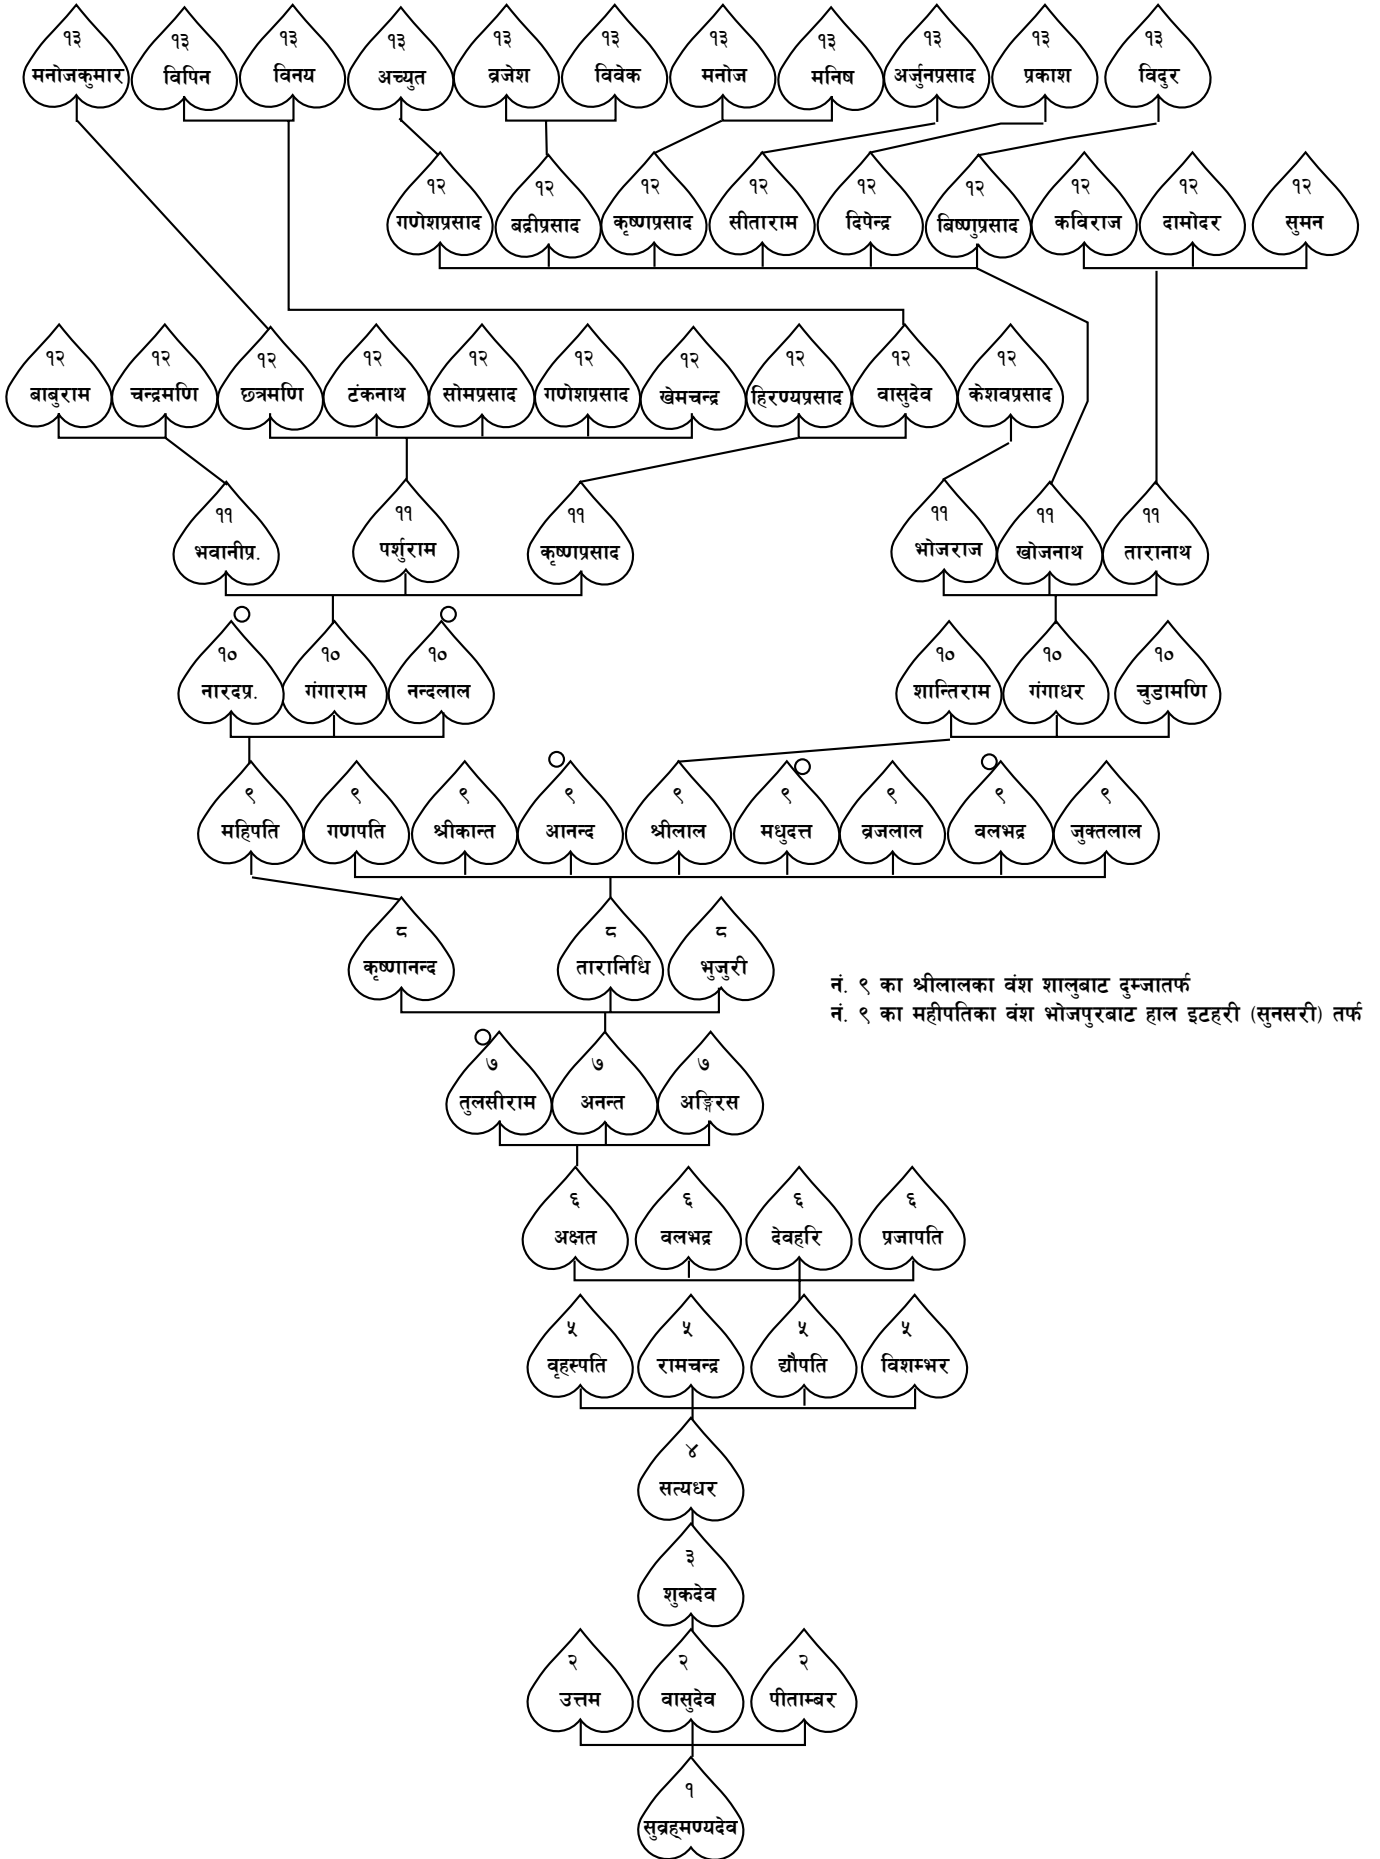 १३ १३ १३ १३ १३ १३ १३ १३ १३ १३ १३
मनोजकुमार विपिन विनय अच्युत व्रजेश विवेक मनोज मनिष अर्जुनप्रसाद प्रकाश विदुर
१२ १२ १२ १२ १२ १२ १२ १२ १२
गणेशप्रसाद बद्रीप्रसाद कृष्णप्रसाद सीताराम दिपेन्द्र बिष्णुप्रसाद कविराज दामोदर सुमन
१२ १२ १२ १२ १२ १२ १२ १२ १२ १२
बाबुराम चन्द्रमणि छत्रमणि टंकनाथ सोमप्रसाद गणेशप्रसाद खेमचन्द्र हिरण्यप्रसाद वासुदेव केशवप्रसाद
११ ११ ११ ११ ११ ११
भवानीप्र. पर्शुराम कृष्णप्रसाद भोजराज खोजनाथ तारानाथ
१० १० १० १० १० १०
नारदप्र. गंगाराम नन्दलाल शान्तिराम गंगाधर चुडामणि
९ ९ ९ ९ ९ ९ ९ ९ ९
महिपति गणपति श्रीकान्त आनन्द श्रीलाल मधुदत्त व्रजलाल वलभद्र जुक्तलाल
८ ८ ८
कृष्णानन्द तारानिधि भुजुरी
नं. ९ का श्रीलालका वंश शालुबाट दुम्जातर्फ
नं. ९ का महीपतिका वंश भोजपुरबाट हाल इटहरी (सुनसरी) तर्फ
७ ७ ७
तुलसीराम अनन्त अङ्गिरस
६ ६ ६ ६
अक्षत वलभद्र देवहरि प्रजापति
५ ५ ५ ५
वृहस्पति रामचन्द्र द्यौपति विशम्भर
४
सत्यधर
३
शुकदेव
२ २ २
उत्तम वासुदेव पीताम्बर
१
सुव्रह्मण्यदेव